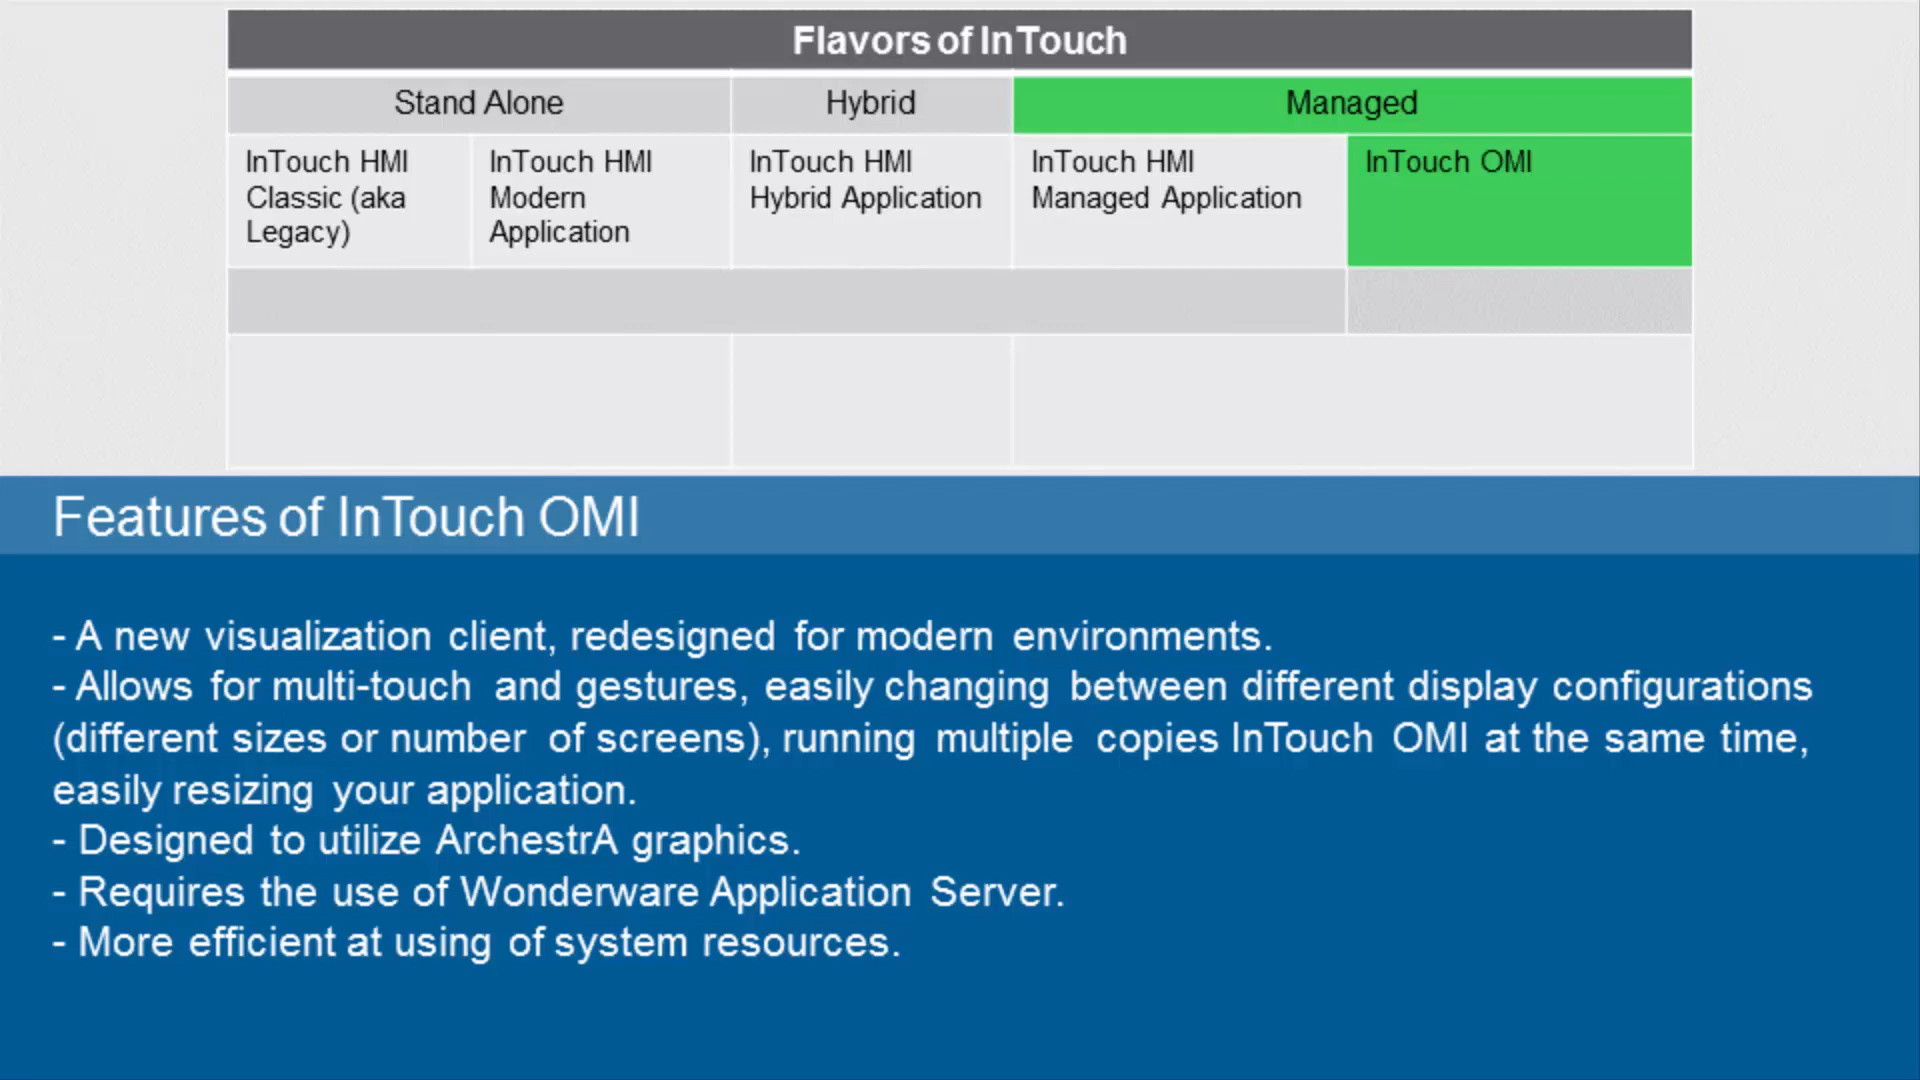 Flavors of InTouch
Stand Alone
Hybrid
Managed
InTouch HMI
Classic (aka
Legacy)
InTouch HMI
Modern
Application
InTouch HMI
Hybrid Application
InTouch HMI
Managed Application
InTouch OMI
Features of InTouch OMI
- A new visualization client, redesigned for modern environments.
- Allows for multi-touch and gestures, easily changing between different display configurations
(different sizes or number of screens), running multiple copies InTouch OMI at the same time,
easily resizing your application.
- Designed to utilize ArchestrA graphics.
- Requires the use of Wonderware Application Server.
- More efficient at using of system resources.